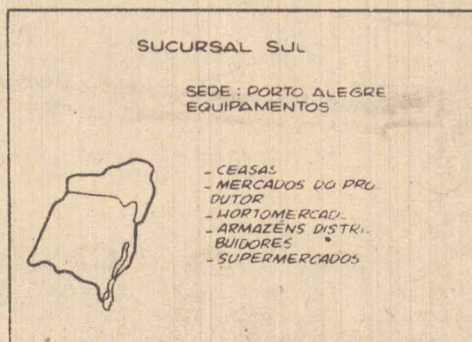 SUCURSAL SUL
SEDE : PORTO ALEGRE
EQUIPAMENTOS
- CEASAS
- MERCADOS DO PRO
DUTOR
- HORTOMERCAD
- ARMAZÉNS DISTRI.
BUIDORES
- SUPERMERCADOS